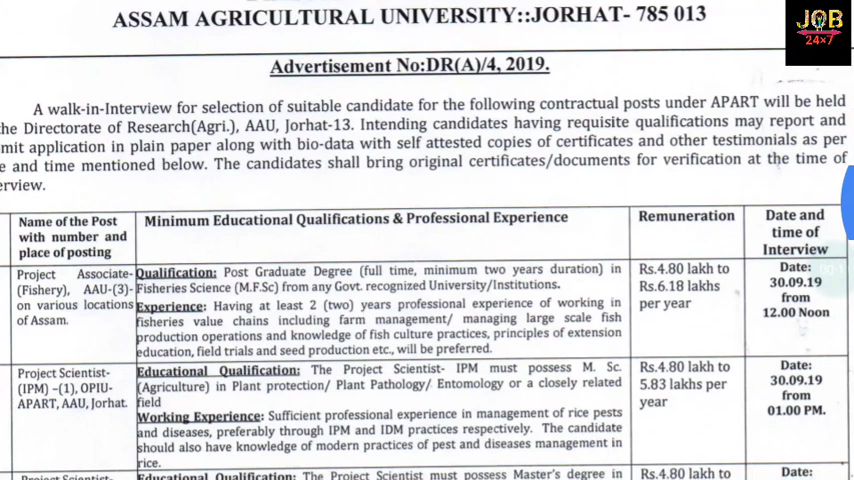 JOB
24×7
ASSAM AGRICULTURAL UNIVERSITY::JORHAT- 785 013
Advertisement No:DR(A)/4, 2019.
A walk-in-Interview for selection of suitable candidate for the following contractual posts under APART will be held
the Directorate of Research(Agri.), AAU, Jorhat-13. Intending candidates having requisite qualifications may report and
mit application in plain paper along with bio-data with self attested copies of certificates and other testimonials as per
e and time mentioned below. The candidates shall bring original certificates/documents for verification at the time of
erview.
Name of the Post
with number and
place of posting
Minimum Educational Qualifications & Professional Experience
Remuneration
Date and
time of
Interview
Project Associate-
(Fishery), AAU-(3)-
on various locations
of Assam.
Qualification: Post Graduate Degree (full time, minimum two years duration) in
Fisheries Science (M.F.Sc) from any Govt. recognized University/Institutions.
Experience: Having at least 2 (two) years professional experience of working in
fisheries value chains including farm management/ managing large scale fish
production operations and knowledge of fish culture practices, principles of extension
education, field trials and seed production etc., will be preferred.
Rs.4.80 lakh to
Rs.6.18 lakhs
per year
Date:
30.09.19
from
12.00 Noon
Project Scientist-
(IPM) –(1), OPIU-
APART, AAU, Jorhat.
Educational Qualification: The Project Scientist- IPM must possess M. Sc.
(Agriculture) in Plant protection/ Plant Pathology/ Entomology or a closely related
field
Working Experience: Sufficient professional experience in management of rice pests
and diseases, preferably through IPM and IDM practices respectively. The candidate
should also have knowledge of modern practices of pest and diseases management in
rice.
Rs.4.80 lakh to
5.83 lakhs per
year
Date:
30.09.19
from
01.00 PM.
Project Scientist-
Educational Qualification: The Project Scientist must possess Master's degree in
Rs.4.80 lakh to
Date: